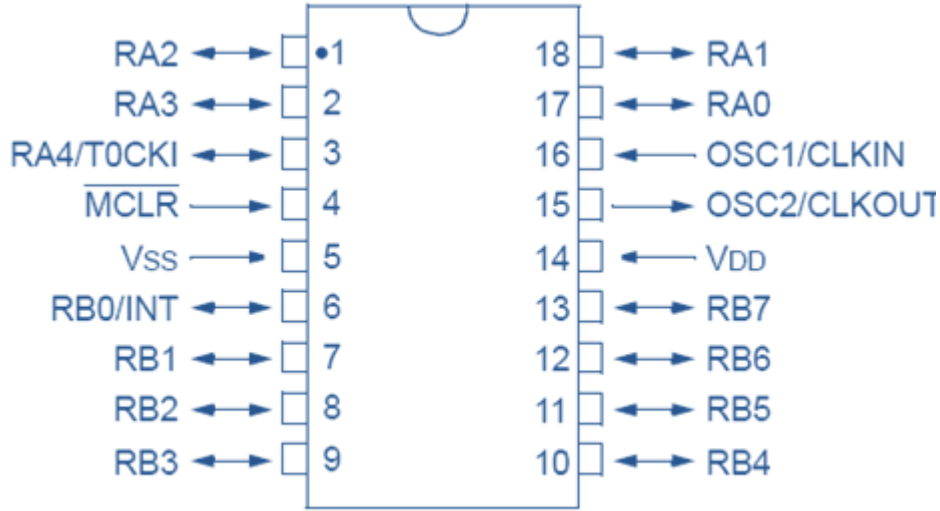 RA2 •1 18 RA1
RA3 2 17 RA0
RA4/T0CKI 3 16 OSC1/CLKIN
MCLR 4 15 OSC2/CLKOUT
VSS 5 14 VDD
RB0/INT 6 13 RB7
RB1 7 12 RB6
RB2 8 11 RB5
RB3 9 10 RB4